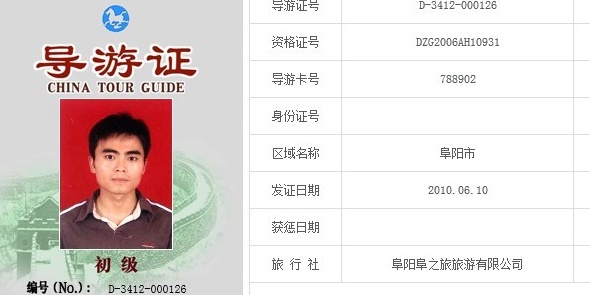 导游证
CHINA TOUR GUIDE
初级
编号(No.): D-3412-000126
导游证号 D-3412-000126
资格证号 DZG2006AH10931
导游卡号 788902
身份证号
区域名称 阜阳市
发证日期 2010.06.10
获惩日期
旅 行 社 阜阳阜之旅旅游有限公司